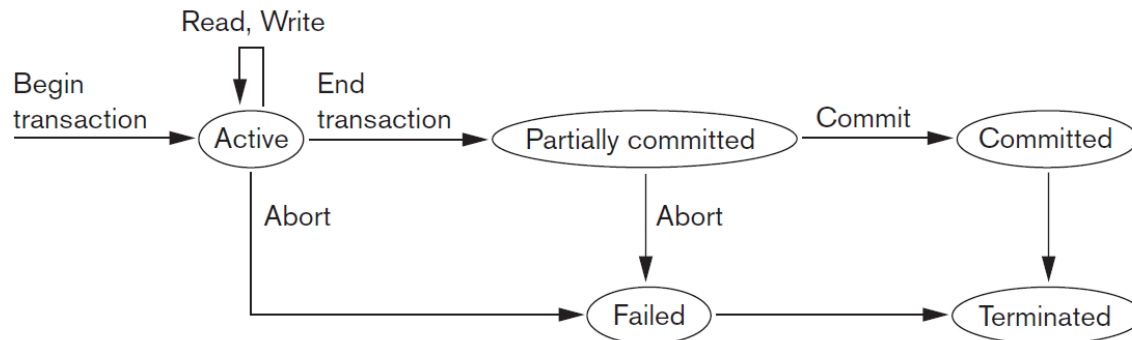 Read, Write
Begin
transaction
End
transaction
Active
Partially committed
Commit
Committed
Abort
Abort
Failed
Terminated